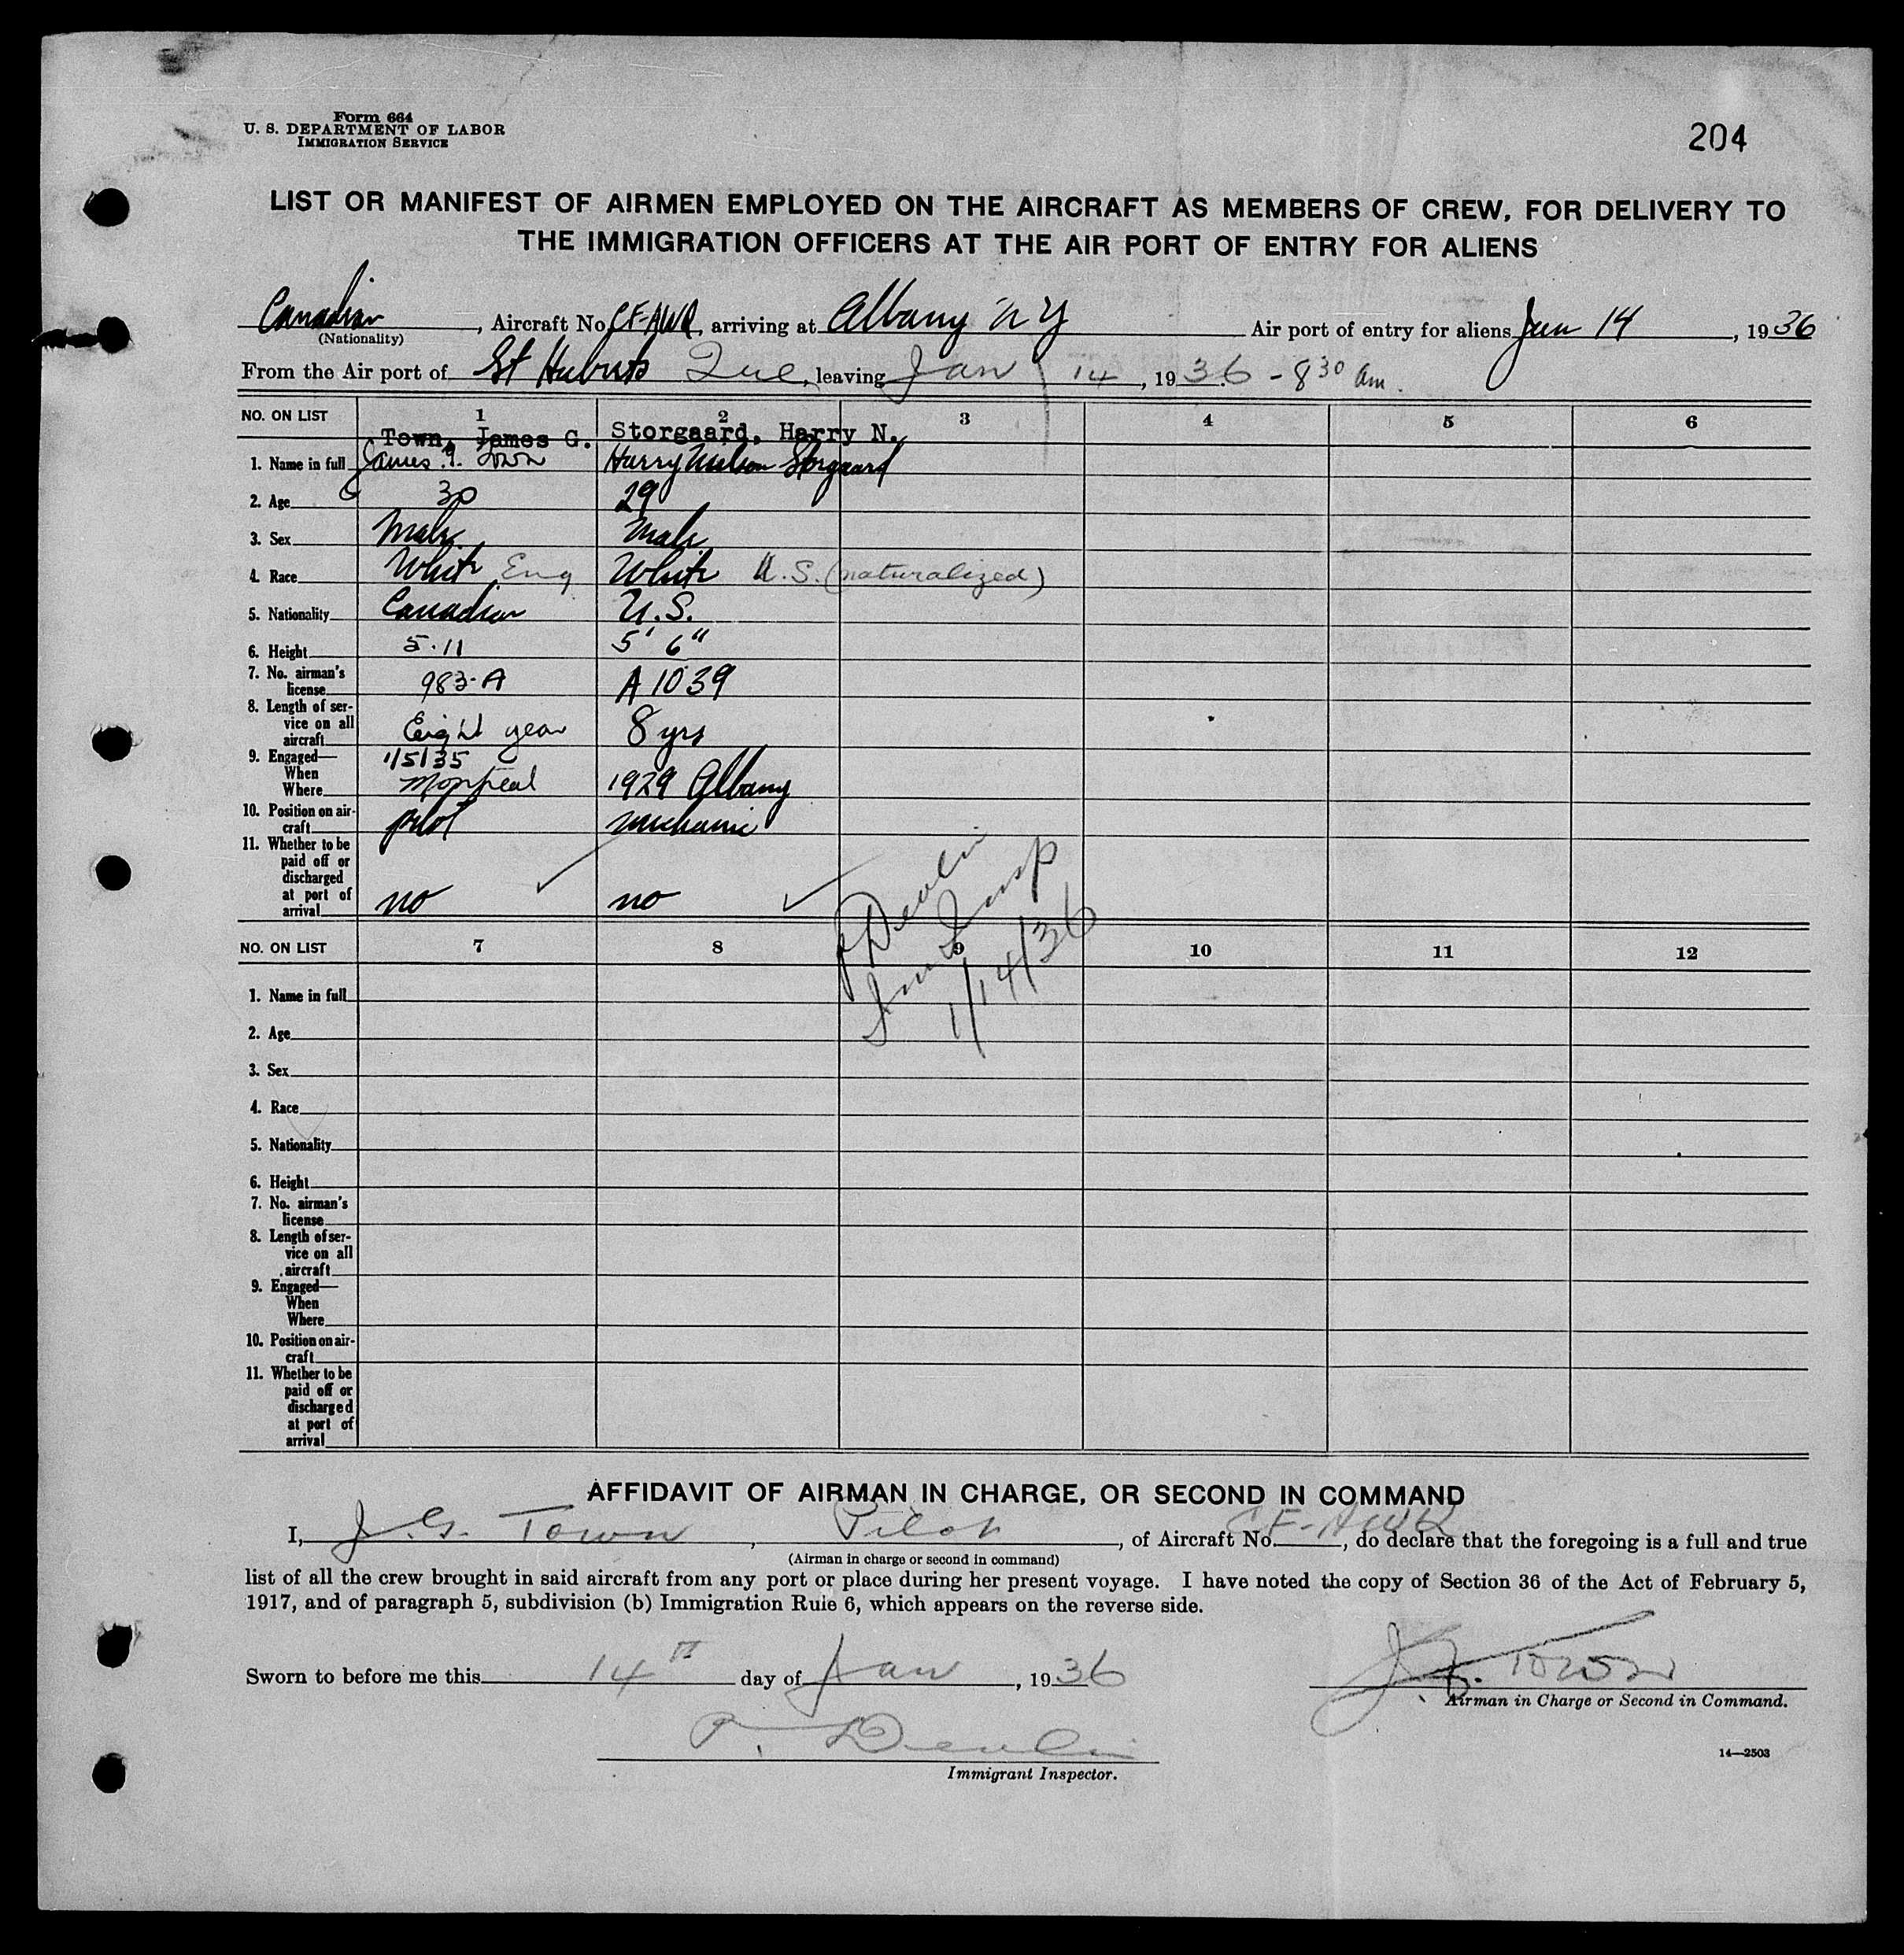 Form 664
U. S. DEPARTMENT OF LABOR
IMMIGRATION SERVICE
204
LIST OR MANIFEST OF AIRMEN EMPLOYED ON THE AIRCRAFT AS MEMBERS OF CREW, FOR DELIVERY TO
THE IMMIGRATION OFFICERS AT THE AIR PORT OF ENTRY FOR ALIENS
Canadian, Aircraft No. CF-AWR, arriving at Albany N Y Air port of entry for aliens Jan 14, 1936
(Nationality)
From the Air port of St Huberts Que, leaving Jan 14, 1936 - 8 30 am.
NO. ON LIST 1 2 3 4 5 6
Town, James G. Storgaard, Harry N.
1. Name in full James G. Town Harry Nielson Storgaard
2. Age 30 29
3. Sex Male Male
4. Race White Eng White U.S. (naturalized)
5. Nationality Canadian U.S.
6. Height 5.11 5' 6"
7. No. airman's
license 983-A A 1039
8. Length of ser-
vice on all
aircraft Eight year 8 yrs
9. Engaged— 1/5/35
When
Where Montreal 1929 Albany
10. Position on air-
craft pilot mechanic
11. Whether to be
paid off or
discharged
at port of
arrival no no
P Devlin
Imm Insp
1/14/36
NO. ON LIST 7 8 9 10 11 12
1. Name in full
2. Age
3. Sex
4. Race
5. Nationality
6. Height
7. No. airman's
license
8. Length of ser-
vice on all
aircraft
9. Engaged—
When
Where
10. Position on air-
craft
11. Whether to be
paid off or
discharged
at port of
arrival
AFFIDAVIT OF AIRMAN IN CHARGE, OR SECOND IN COMMAND
I, J. G. Town, Pilot, of Aircraft No. CF-AWR, do declare that the foregoing is a full and true
(Airman in charge or second in command)
list of all the crew brought in said aircraft from any port or place during her present voyage. I have noted the copy of Section 36 of the Act of February 5,
1917, and of paragraph 5, subdivision (b) Immigration Rule 6, which appears on the reverse side.
Sworn to before me this 14th day of Jan, 1936
J. G. Town
Airman in Charge or Second in Command.
P. Devlin
Immigrant Inspector.
14—2503